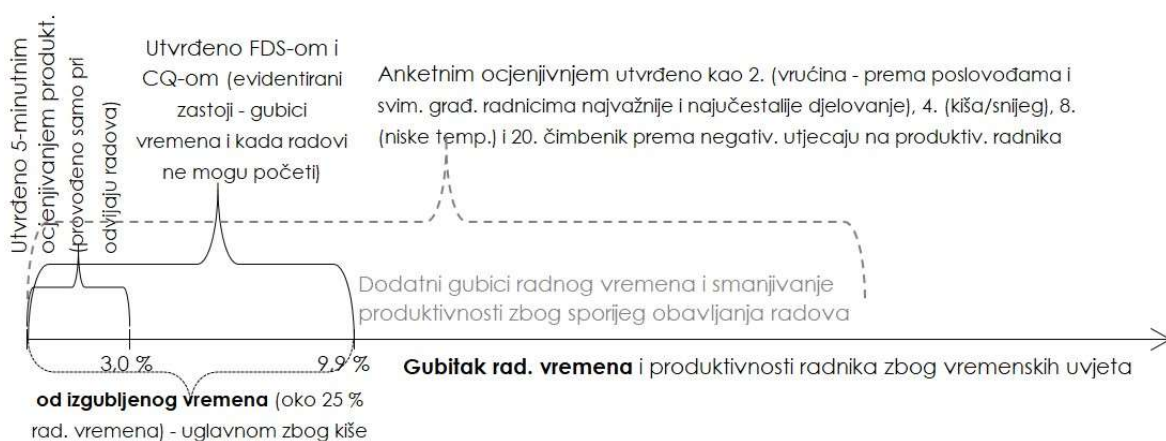 Utvrđeno 5-minutnim
ocjenjivanjem produkt.
(provođeno samo pri
odvijaju radova)
Utvrđeno FDS-om i
CQ-om (evidentirani
zastoji - gubici
vremena i kada radovi
ne mogu početi)
Anketnim ocjenjivnjem utvrđeno kao 2. (vrućina - prema poslovođama i
svim. građ. radnicima najvažnije i najučestalije djelovanje), 4. (kiša/snijeg), 8.
(niske temp.) i 20. čimbenik prema negativ. utjecaju na produktiv. radnika
Dodatni gubici radnog vremena i smanjivanje
produktivnosti zbog sporijeg obavljanja radova
3,0 %
9,9 %
Gubitak rad. vremena i produktivnosti radnika zbog vremenskih uvjeta
od izgubljenog vremena (oko 25 %
rad. vremena) - uglavnom zbog kiše